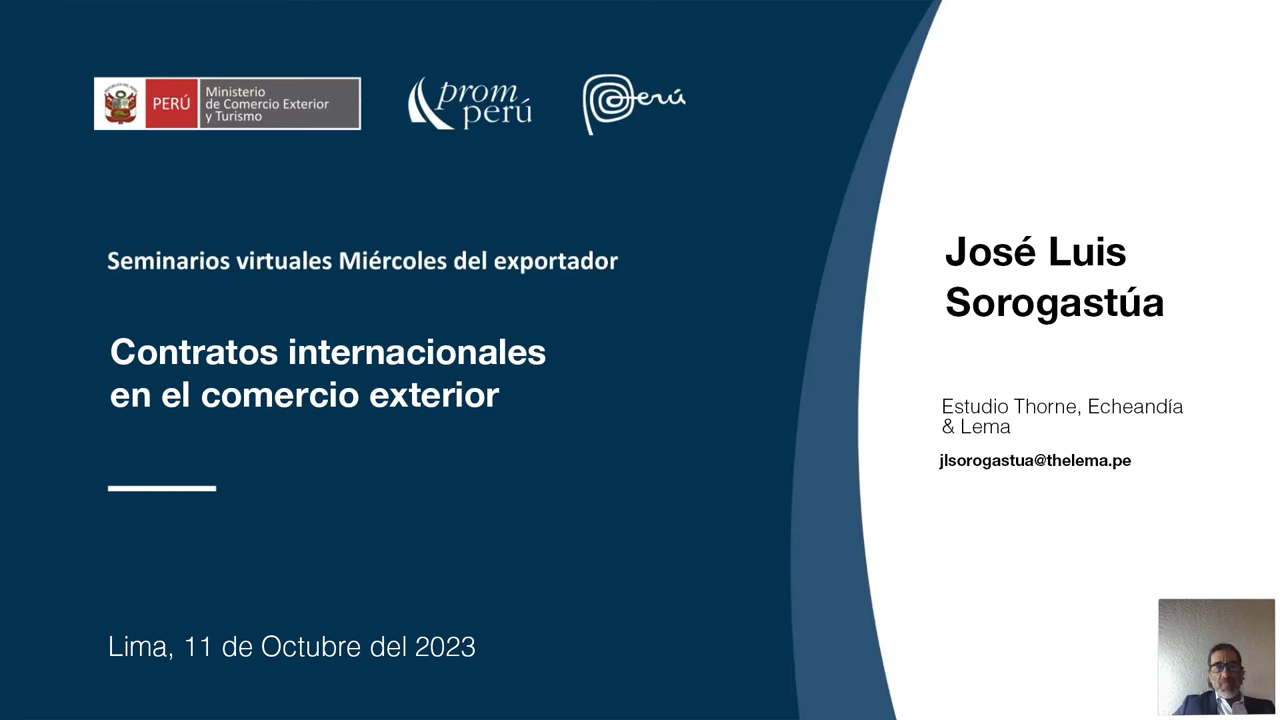 PERÚ
Ministerio
de Comercio Exterior
y Turismo
prom
perú
Perú
Seminarios virtuales Miércoles del exportador
Contratos internacionales
en el comercio exterior
Lima, 11 de Octubre del 2023
José Luis
Sorogastúa
Estudio Thorne, Echeandía
& Lema
jlsorogastua@thelema.pe